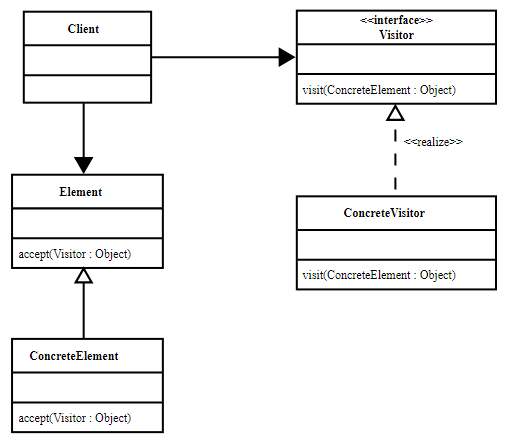 Client
<<interface>>
Visitor
visit(ConcreteElement : Object)
<<realize>>
Element
accept(Visitor : Object)
ConcreteVisitor
visit(ConcreteElement : Object)
ConcreteElement
accept(Visitor : Object)